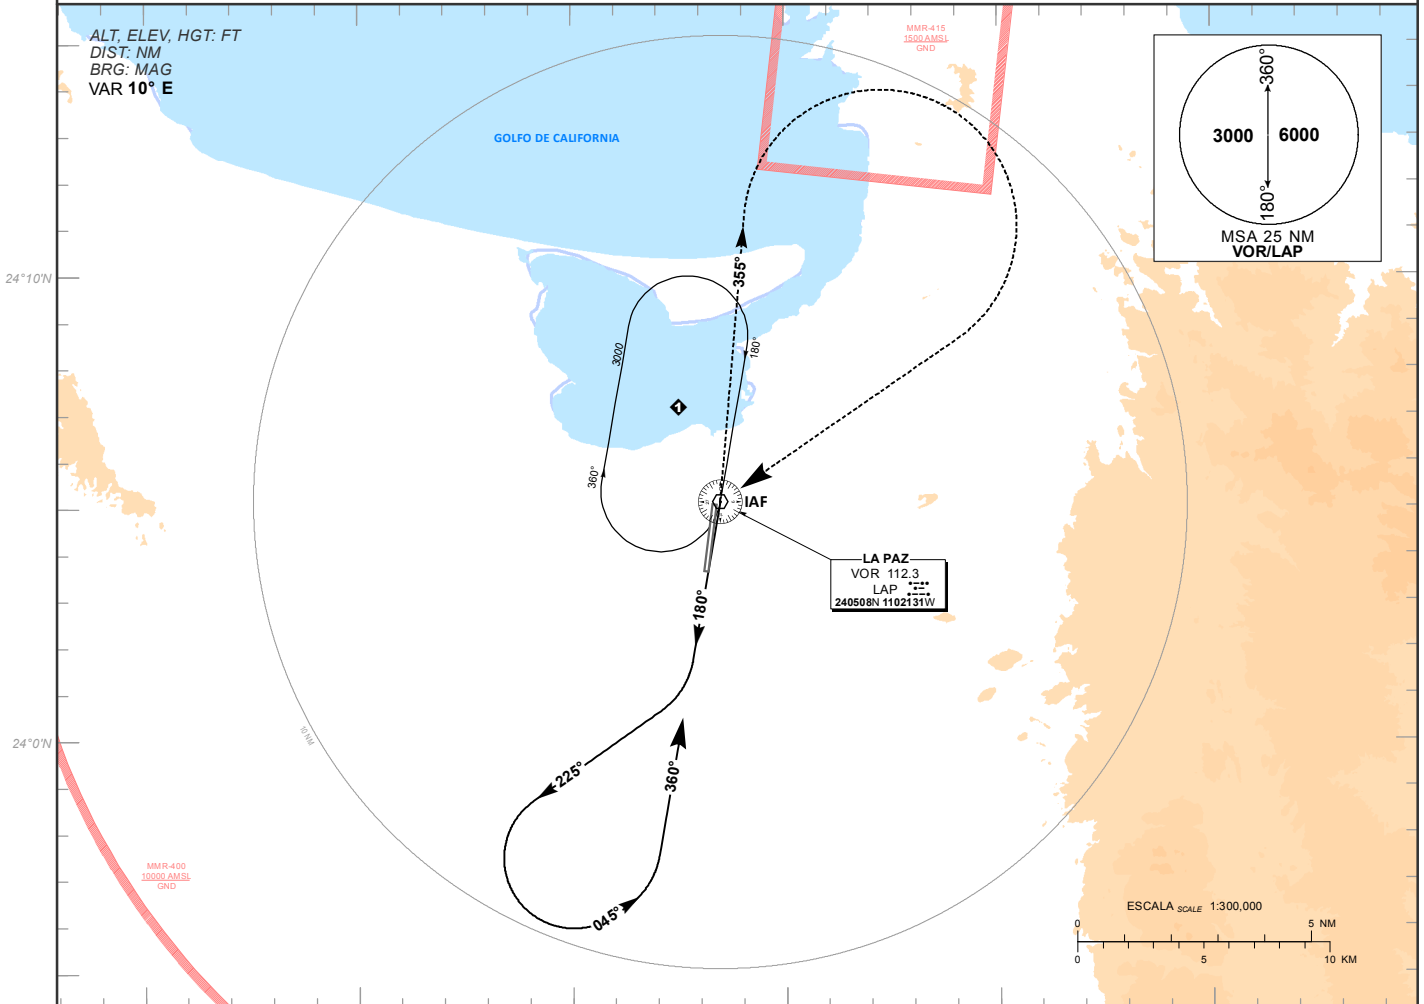 ALT, ELEV, HGT: FT
DIST: NM
BRG: MAG
VAR 10° E
MMR-415
1500 AMSL
GND
360°
3000 6000
180°
MSA 25 NM
VOR/LAP
GOLFO DE CALIFORNIA
24°10'N
355°
3000
180°
1
360°
IAF
LA PAZ
VOR 112.3
LAP
240508N 1102131W
180°
10 NM
24°0'N
225°
360°
045°
MMR-400
10000 AMSL
GND
ESCALA SCALE 1:300,000
0 5 NM
0 5 10 KM